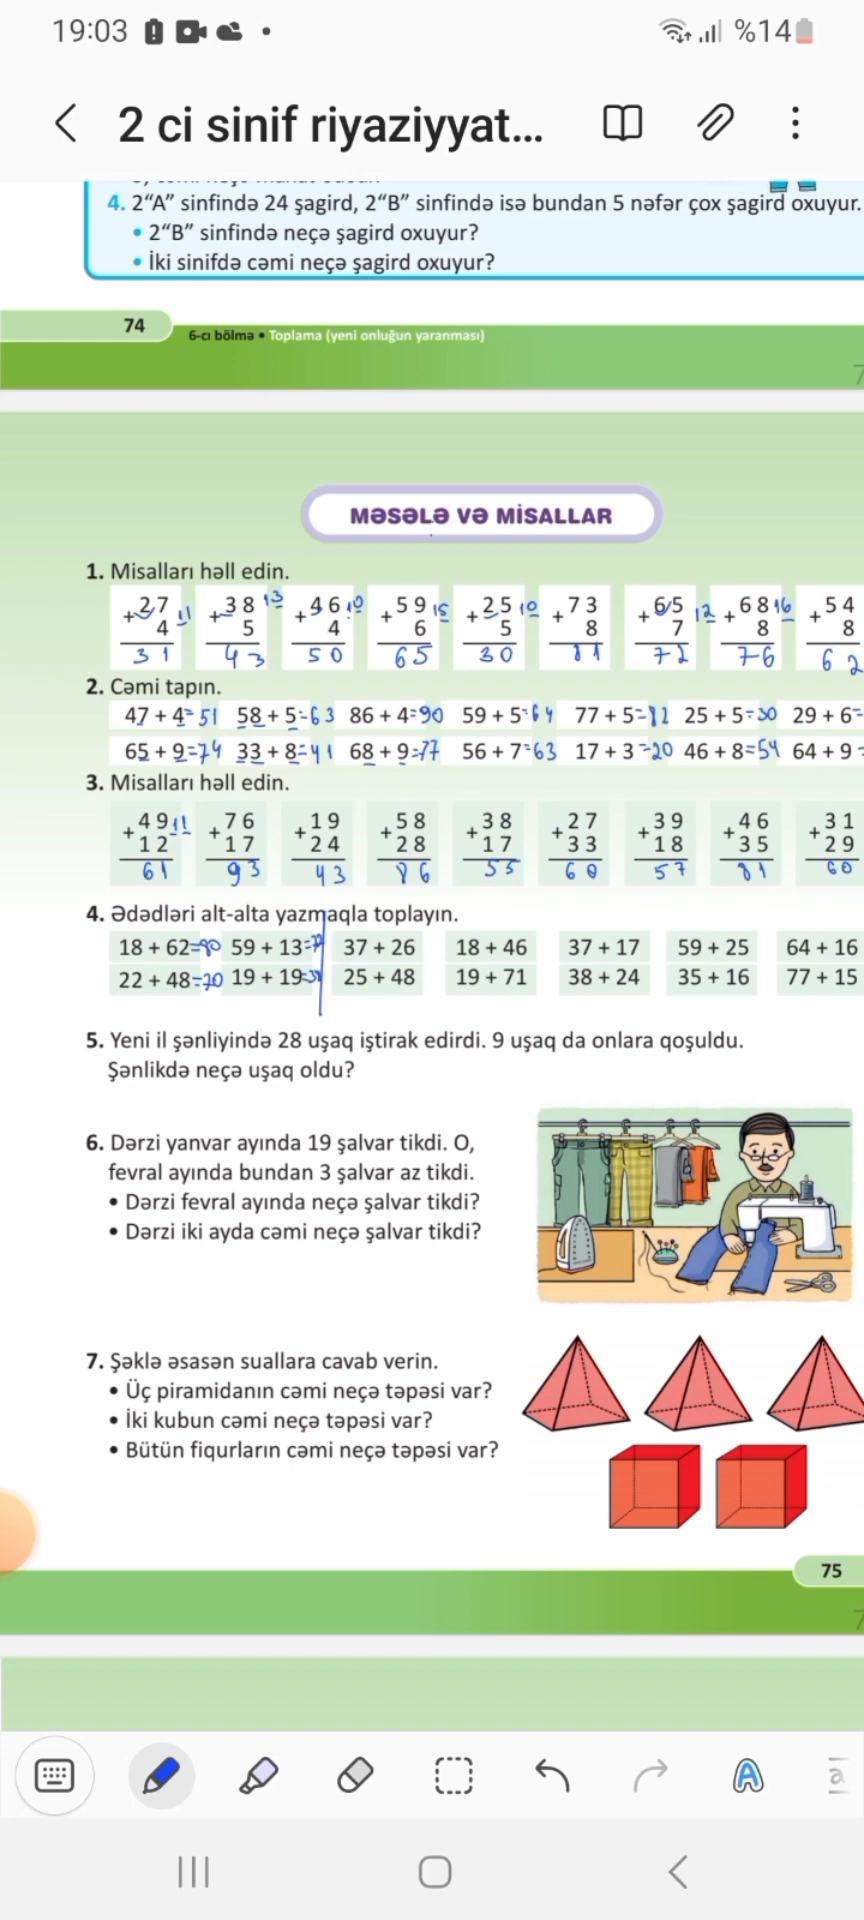 19:03 %14
2 ci sinif riyaziyyat...
4. 2“A” sinfində 24 şagird, 2“B” sinfində isə bundan 5 nəfər çox şagird oxuyur.
• 2“B” sinfində neçə şagird oxuyur?
• İki sinifdə cəmi neçə şagird oxuyur?
74
6-cı bölmə • Toplama (yeni onluğun yaranması)
7
MƏSƏLƏ VƏ MİSALLAR
1. Misalları həll edin.
+27 11 +38 13 +46 10 +59 15 +25 10 +73 +65 12 +68 16 +54
4 5 4 6 5 8 7 8 8
31 43 50 65 30 81 72 76 62
2. Cəmi tapın.
47 + 4=51 58 + 5=63 86 + 4=90 59 + 5=64 77 + 5= 25 + 5=30 29 + 6=
65 + 9=74 33 + 8=41 68 + 9=77 56 + 7=63 17 + 3=20 46 + 8=54 64 + 9=
3. Misalları həll edin.
+49 11 +76 +19 +58 +38 +27 +39 +46 +31
12 17 24 28 17 33 18 35 29
61 93 43 86 55 60 57 81 60
4. Ədədləri alt-alta yazmaqla toplayın.
18 + 62=80 59 + 13=72 37 + 26 18 + 46 37 + 17 59 + 25 64 + 16
22 + 48=70 19 + 19=38 25 + 48 19 + 71 38 + 24 35 + 16 77 + 15
5. Yeni il şənliyində 28 uşaq iştirak edirdi. 9 uşaq da onlara qoşuldu.
Şənlikdə neçə uşaq oldu?
6. Dərzi yanvar ayında 19 şalvar tikdi. O,
fevral ayında bundan 3 şalvar az tikdi.
• Dərzi fevral ayında neçə şalvar tikdi?
• Dərzi iki ayda cəmi neçə şalvar tikdi?
7. Şəklə əsasən suallara cavab verin.
• Üç piramidanın cəmi neçə təpəsi var?
• İki kubun cəmi neçə təpəsi var?
• Bütün fiqurların cəmi neçə təpəsi var?
75
7
A a